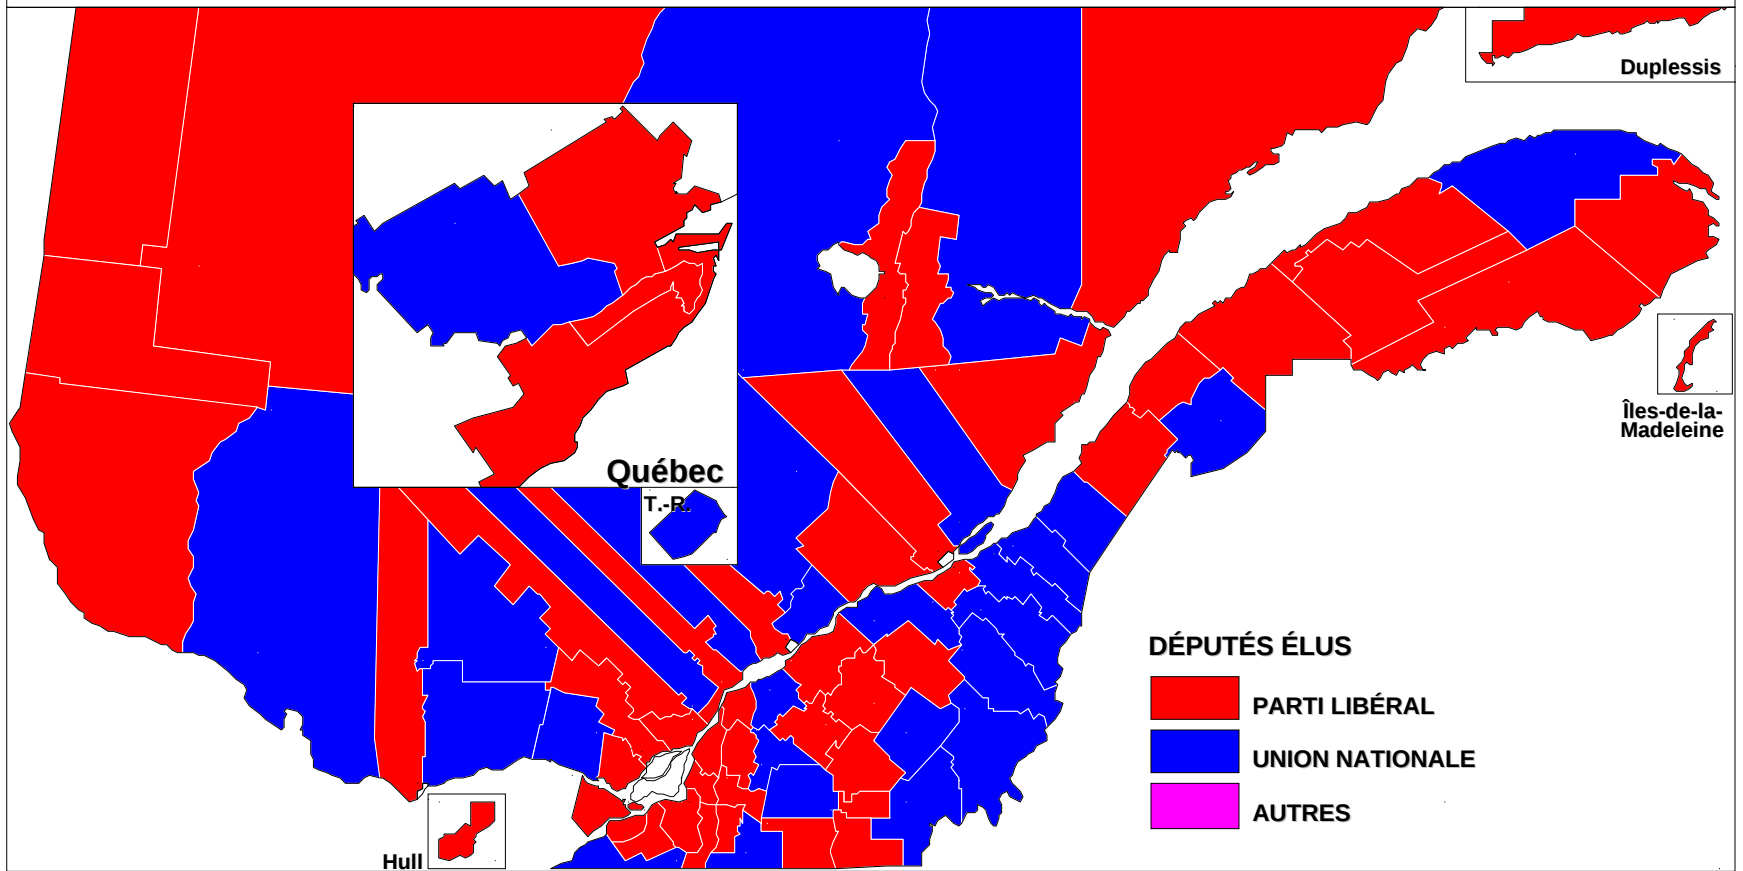 Duplessis
Îles-de-la-
Madeleine
Québec
T.-R.
DÉPUTÉS ÉLUS
PARTI LIBÉRAL
UNION NATIONALE
AUTRES
Hull